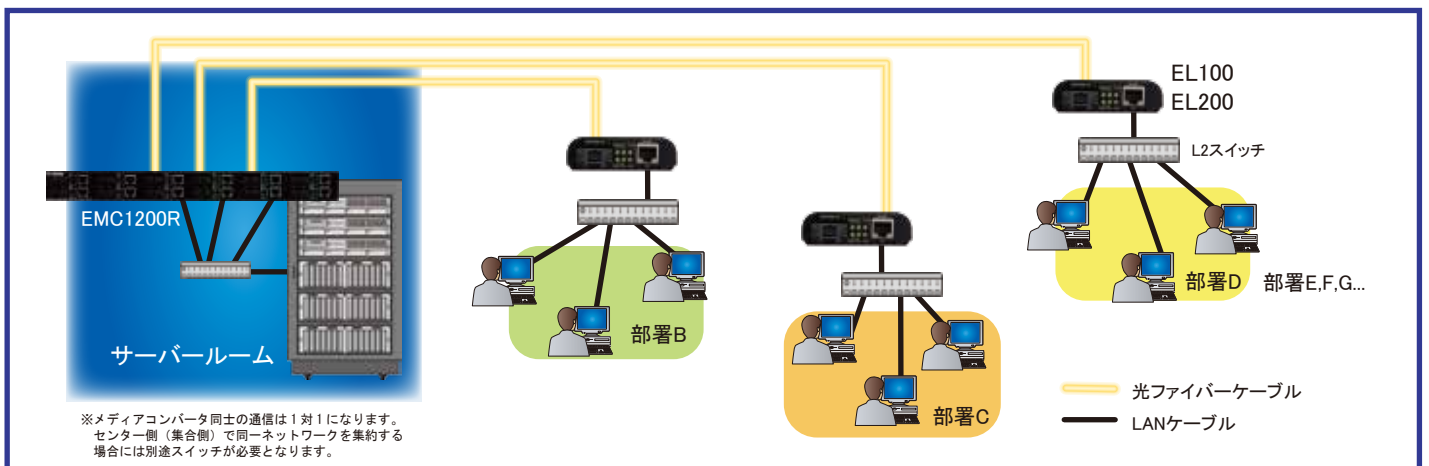 EL100
EL200
L2スイッチ
EMC1200R
部署D 部署E,F,G...
部署B
サーバールーム
光ファイバーケーブル
部署C
LANケーブル
※メディアコンバータ同士の通信は１対１になります。
センター側（集合側）で同一ネットワークを集約する
場合には別途スイッチが必要となります。